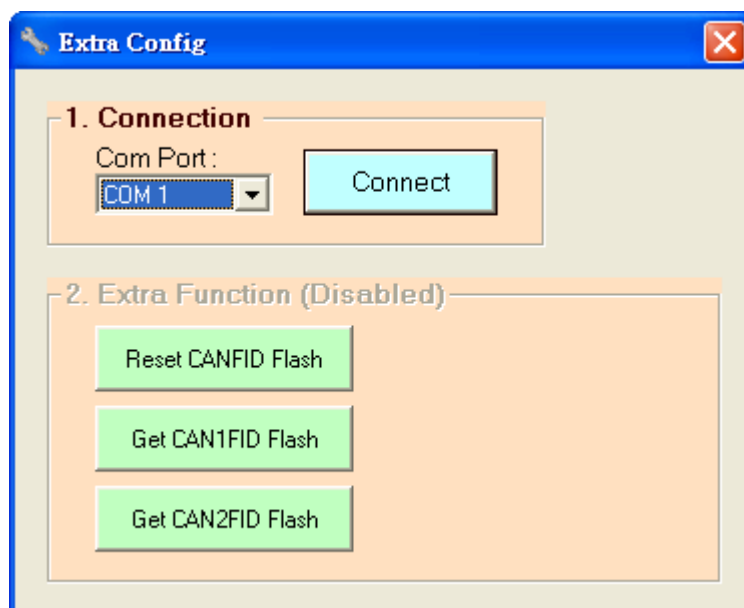 Extra Config
1. Connection
Com Port :
COM 1
Connect
2. Extra Function (Disabled)
Reset CANFID Flash
Get CAN1FID Flash
Get CAN2FID Flash